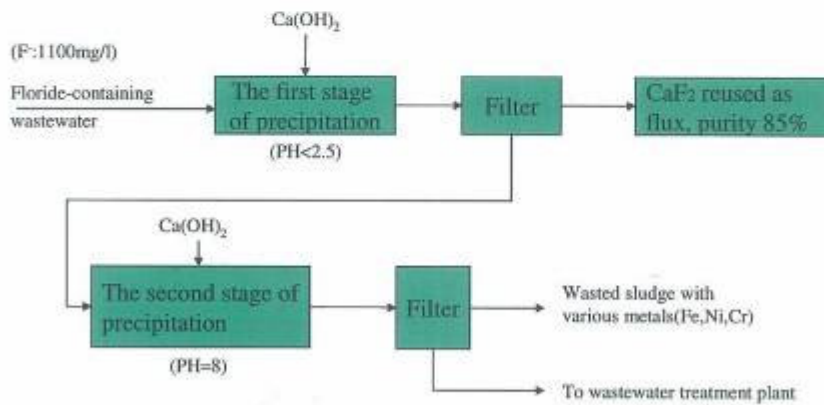 Ca(OH)2
(F-:1100mg/l)
Floride-containing
wastewater
The first stage
of precipitation
(PH<2.5)
Filter
CaF2 reused as
flux, purity 85%
Ca(OH)2
The second stage of
precipitation
(PH=8)
Filter
Wasted sludge with
various metals(Fe,Ni,Cr)
To wastewater treatment plant